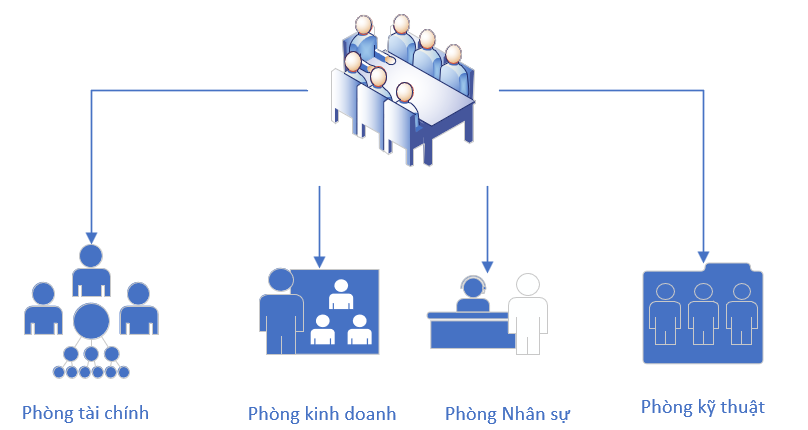 Phòng tài chính
Phòng kinh doanh
Phòng Nhân sự
Phòng kỹ thuật